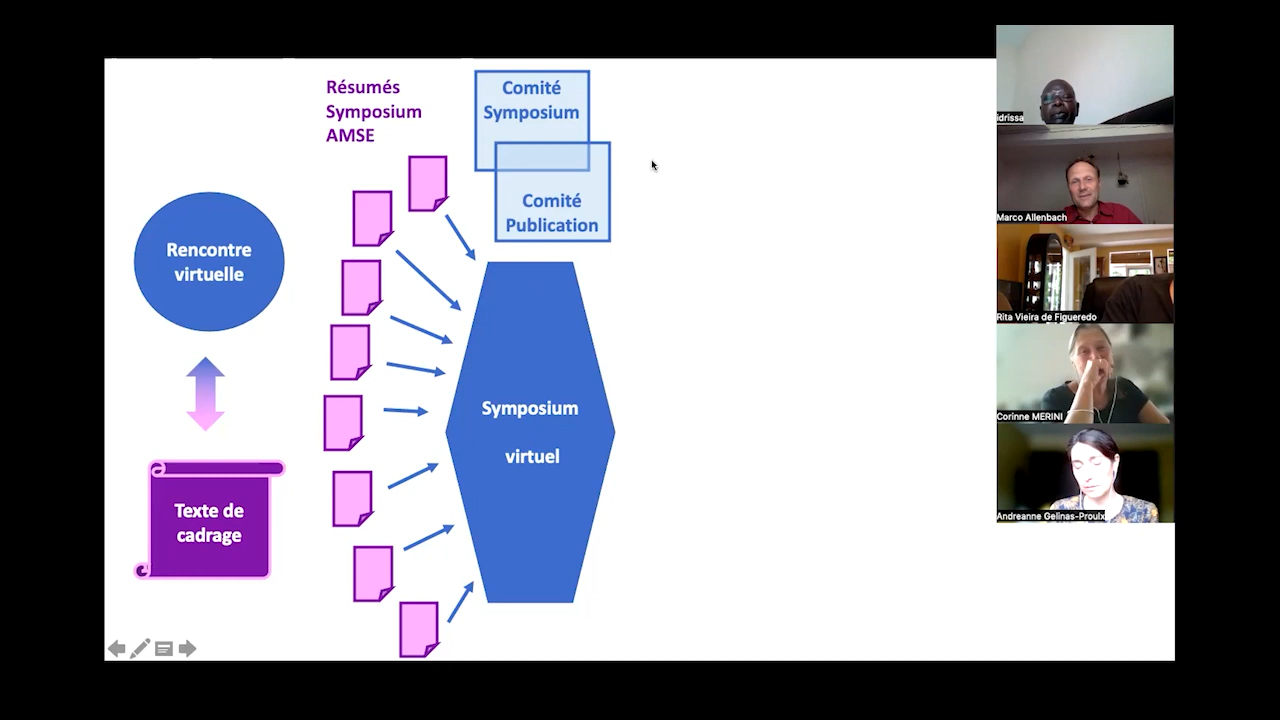 Résumés
Symposium
AMSE
Comité
Symposium
Comité
Publication
Rencontre
virtuelle
Symposium
virtuel
Texte de
cadrage
idrissa
Marco Allenbach
Rita Vieira de Figueredo
Corinne MERINI
Andreanne Gelinas-Proulx